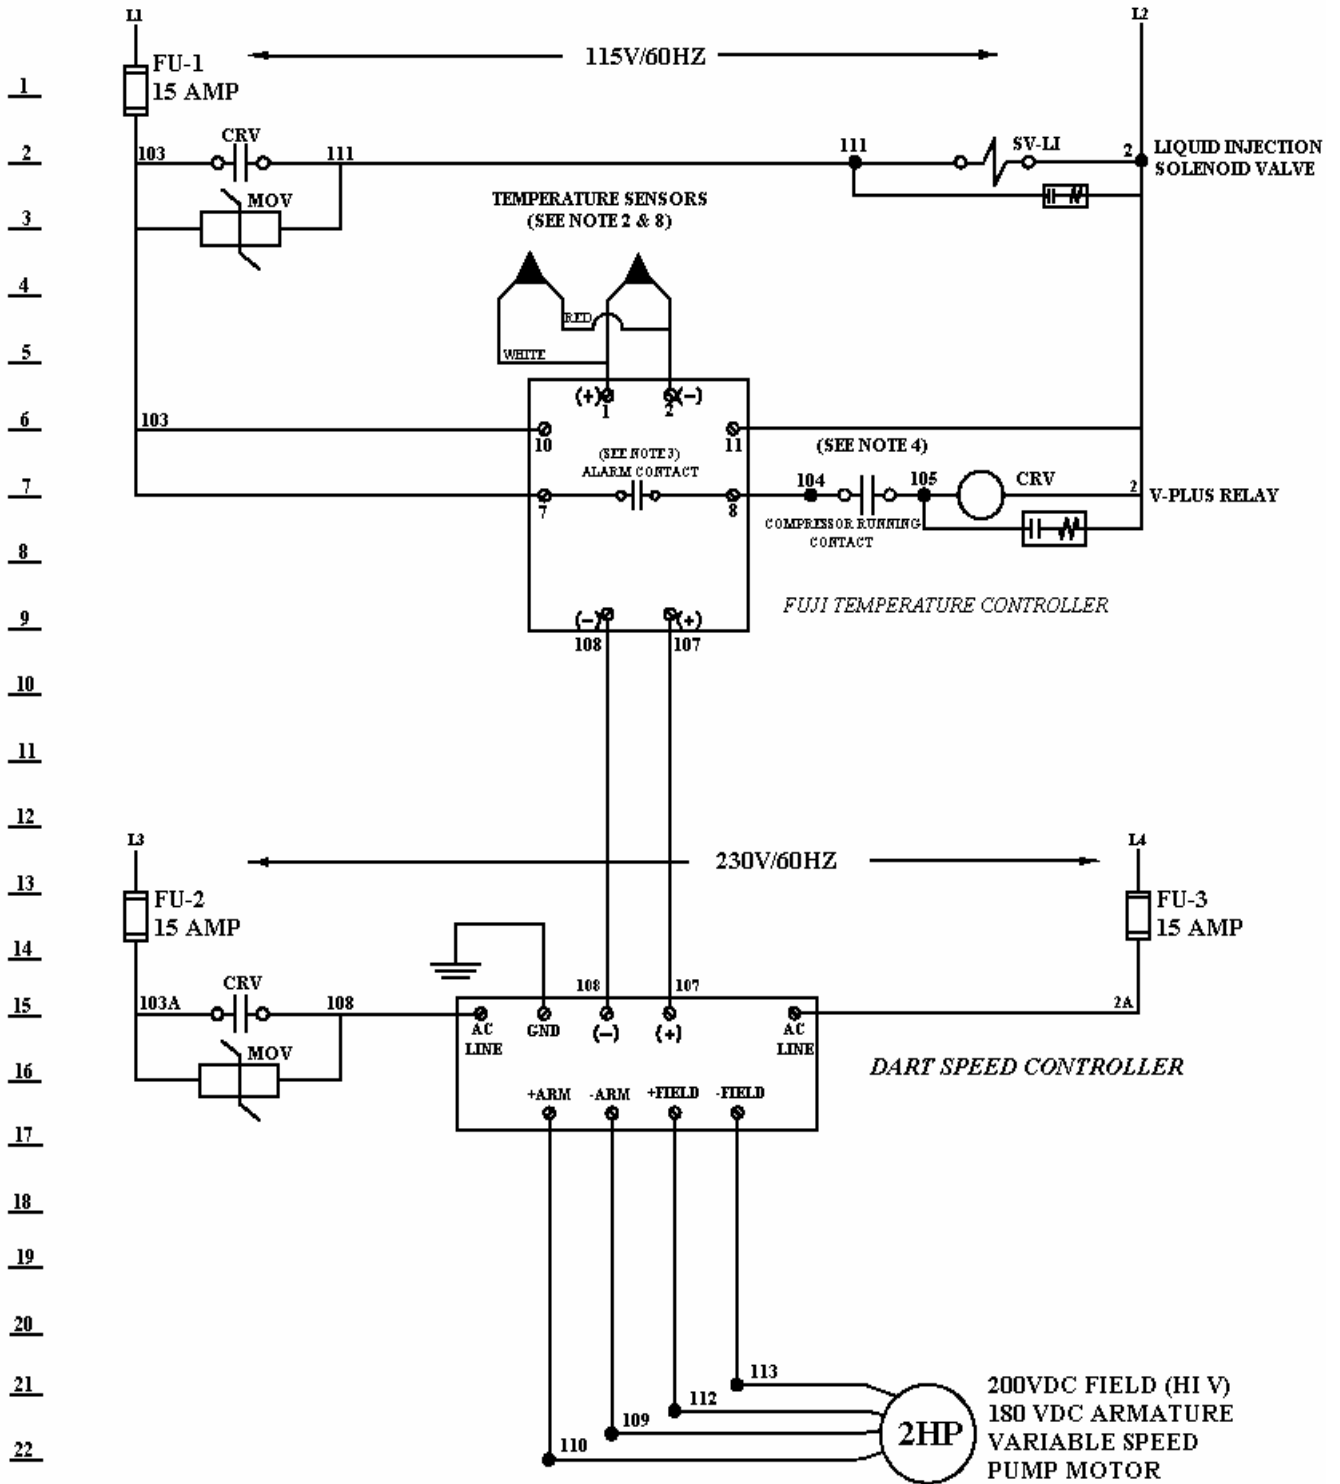 L1
L2
115V/60HZ
FU-1
15 AMP
1
CRV
103
111
111
SV-LI
2
LIQUID INJECTION
SOLENOID VALVE
2
MOV
TEMPERATURE SENSORS
(SEE NOTE 2 & 8)
3
4
RED
WHITE
5
(+)
(-)
1
2
103
6
10
11
(SEE NOTE 3)
ALARM CONTACT
(SEE NOTE 4)
7
7
8
104
105
CRV
2
V-PLUS RELAY
COMPRESSOR RUNNING
CONTACT
8
FUJI TEMPERATURE CONTROLLER
(-)
(+)
9
108
107
10
11
12
L3
L4
230V/60HZ
13
FU-2
15 AMP
FU-3
15 AMP
14
CRV
108
107
103A
108
2A
15
AC
LINE
GND
(-)
(+)
AC
LINE
MOV
DART SPEED CONTROLLER
16
+ARM
-ARM
+FIELD
-FIELD
17
18
19
20
113
21
112
109
110
22
2HP
200VDC FIELD (HI V)
180 VDC ARMATURE
VARIABLE SPEED
PUMP MOTOR